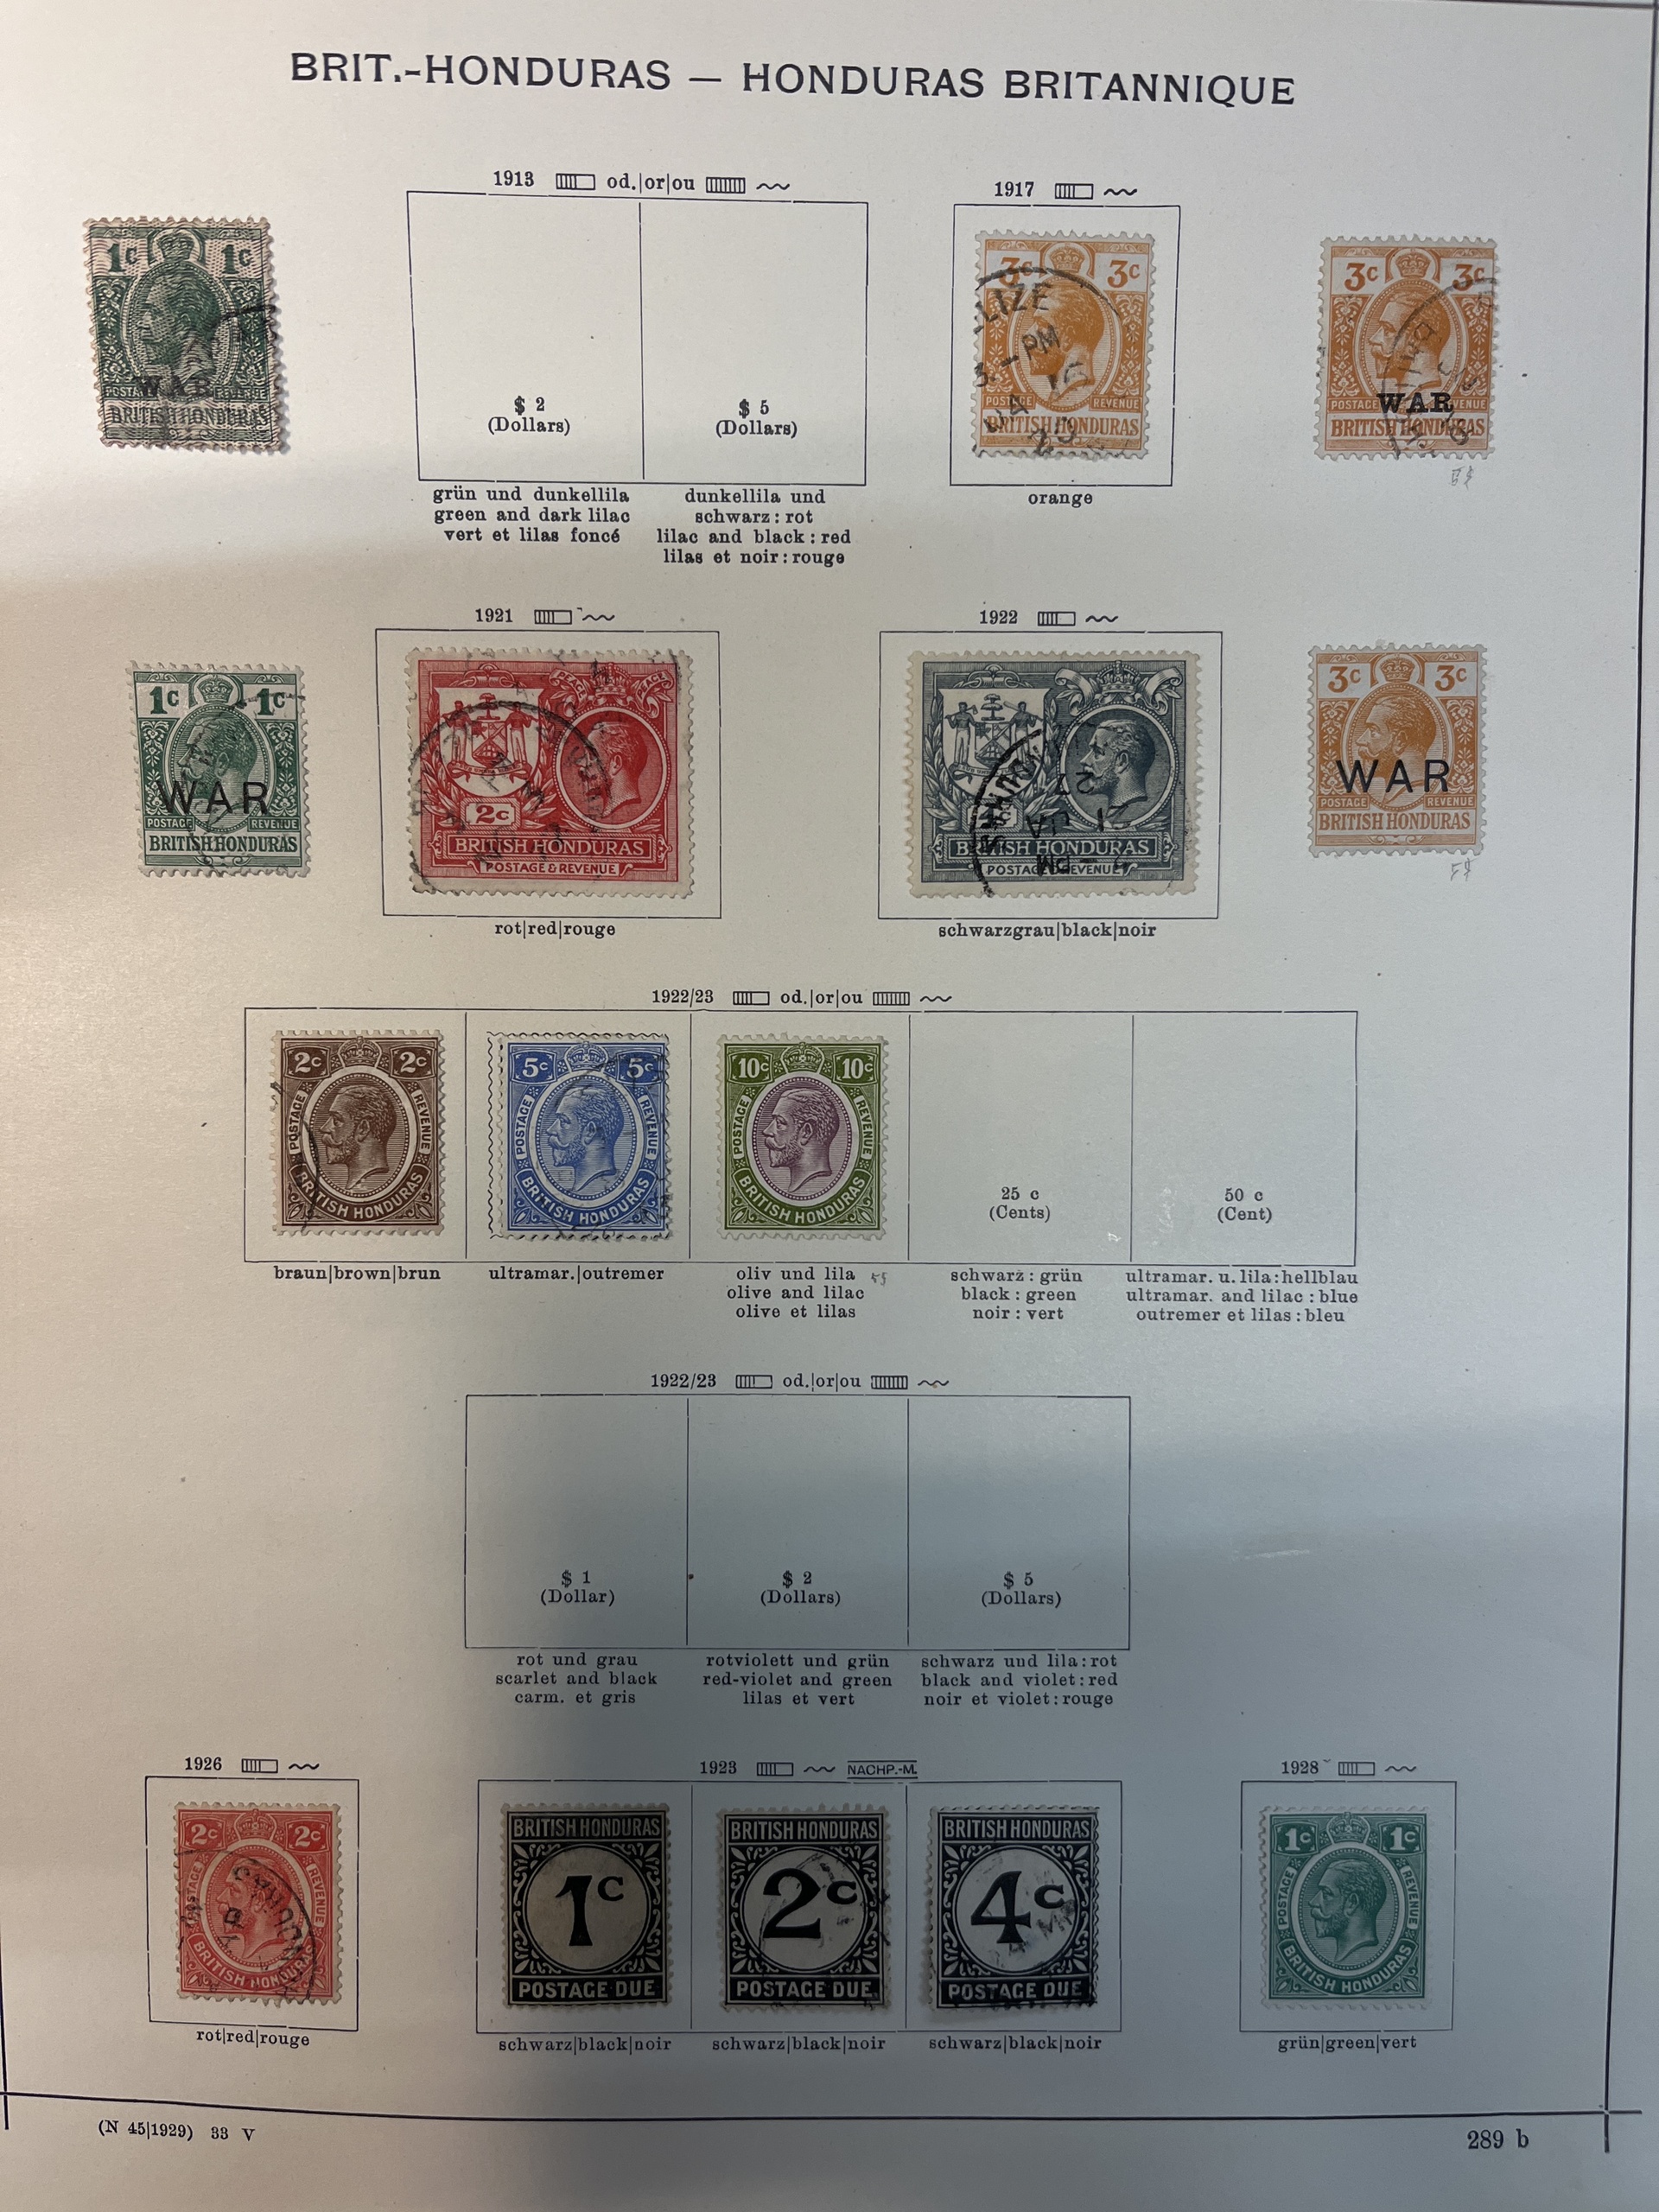 BRIT.-HONDURAS — HONDURAS BRITANNIQUE
1913 od.|or|ou
1917
1c 1c
WAR
BRITISH HONDURAS
$ 2
(Dollars)
$ 5
(Dollars)
3c 3c
LIZE
3 - PM
POSTAGE REVENUE
BRITISH HONDURAS
3c 3c
WAR
POSTAGE REVENUE
BRITISH HONDURAS
grün und dunkellila
green and dark lilac
vert et lilas foncé
dunkellila und
schwarz : rot
lilac and black : red
lilas et noir : rouge
orange
1921
1922
1c 1c
WAR
POSTAGE REVENUE
BRITISH HONDURAS
PEACE PEACE
2c
BRITISH HONDURAS
POSTAGE & REVENUE
BRITISH HONDURAS
POSTAGE & REVENUE
3c 3c
WAR
POSTAGE REVENUE
BRITISH HONDURAS
rot|red|rouge
schwarzgrau|black|noir
1922/23 od.|or|ou
2c 2c
POSTAGE REVENUE
BRITISH HONDURAS
5c 5c
POSTAGE REVENUE
BRITISH HONDURAS
10c 10c
POSTAGE REVENUE
BRITISH HONDURAS
25 c
(Cents)
50 c
(Cent)
braun|brown|brun
ultramar.|outremer
oliv und lila
olive and lilac
olive et lilas
schwarz : grün
black : green
noir : vert
ultramar. u. lila : hellblau
ultramar. and lilac : blue
outremer et lilas : bleu
1922/23 od.|or|ou
$ 1
(Dollar)
$ 2
(Dollars)
$ 5
(Dollars)
rot und grau
scarlet and black
carm. et gris
rotviolett und grün
red-violet and green
lilas et vert
schwarz und lila : rot
black and violet : red
noir et violet : rouge
1926
1923 NACHP.-M.
1928
2c 2c
POSTAGE REVENUE
BRITISH HONDURAS
BRITISH HONDURAS
1c
POSTAGE DUE
BRITISH HONDURAS
2c
POSTAGE DUE
BRITISH HONDURAS
4c
POSTAGE DUE
1c 1c
POSTAGE REVENUE
BRITISH HONDURAS
rot|red|rouge
schwarz|black|noir
schwarz|black|noir
schwarz|black|noir
grün|green|vert
(N 45|1929) 33 V
289 b